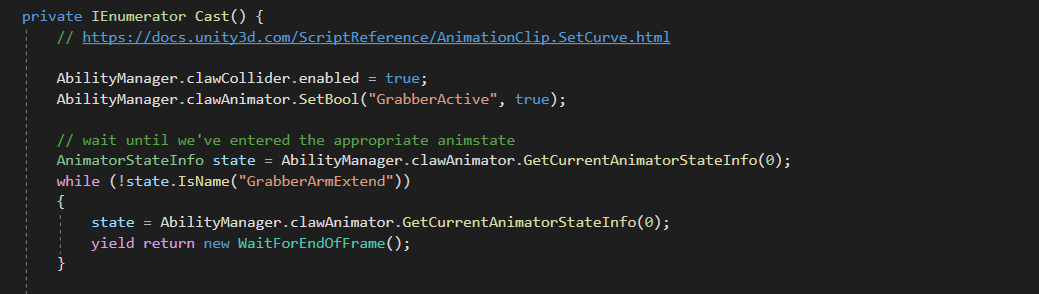 private IEnumerator Cast() {
// https://docs.unity3d.com/ScriptReference/AnimationClip.SetCurve.html
AbilityManager.clawCollider.enabled = true;
AbilityManager.clawAnimator.SetBool("GrabberActive", true);
// wait until we've entered the appropriate animstate
AnimatorStateInfo state = AbilityManager.clawAnimator.GetCurrentAnimatorStateInfo(0);
while (!state.IsName("GrabberArmExtend"))
{
state = AbilityManager.clawAnimator.GetCurrentAnimatorStateInfo(0);
yield return new WaitForEndOfFrame();
}